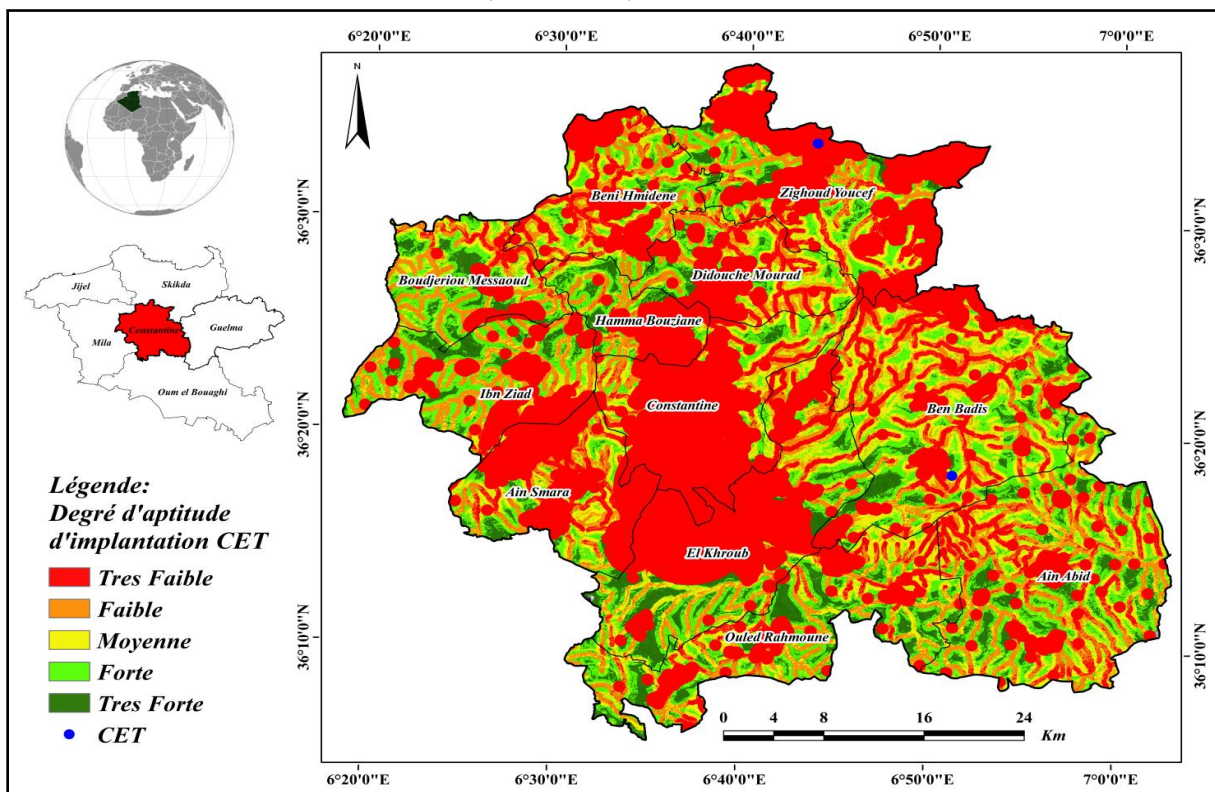 6°20'0"E
6°30'0"E
6°40'0"E
6°50'0"E
7°0'0"E
N
36°30'0"N
36°20'0"N
36°10'0"N
36°30'0"N
36°20'0"N
36°10'0"N
Jijel
Skikda
Constantine
Guelma
Mila
Oum el Bouaghi
Légende:
Degré d'aptitude
d'implantation CET
Tres Faible
Faible
Moyenne
Forte
Tres Forte
CET
Beni Hmidene
Zighoud Youcef
Boudjeriou Messaoud
Didouche Mourad
Hamma Bouziane
Ibn Ziad
Constantine
Ben Badis
Ain Smara
El Khroub
Ain Abid
Ouled Rahmoune
0 4 8 16 24
Km
6°20'0"E
6°30'0"E
6°40'0"E
6°50'0"E
7°0'0"E